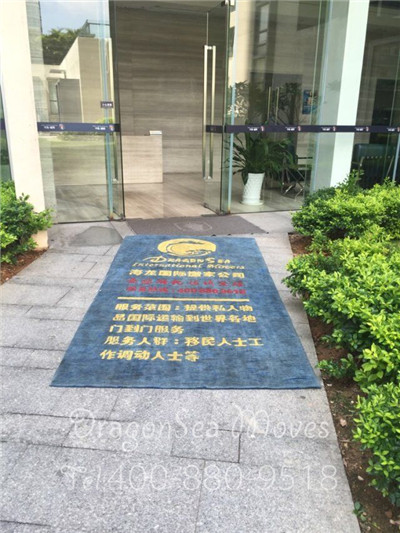 DRAGONSEA
International Movers
海龙国际搬家公司
服务范围：提供私人物
品国际运输到世界各地
门到门服务
服务人群：移民人士工
作调动人士等
DragonSea Moves
Tel:400-880-9518